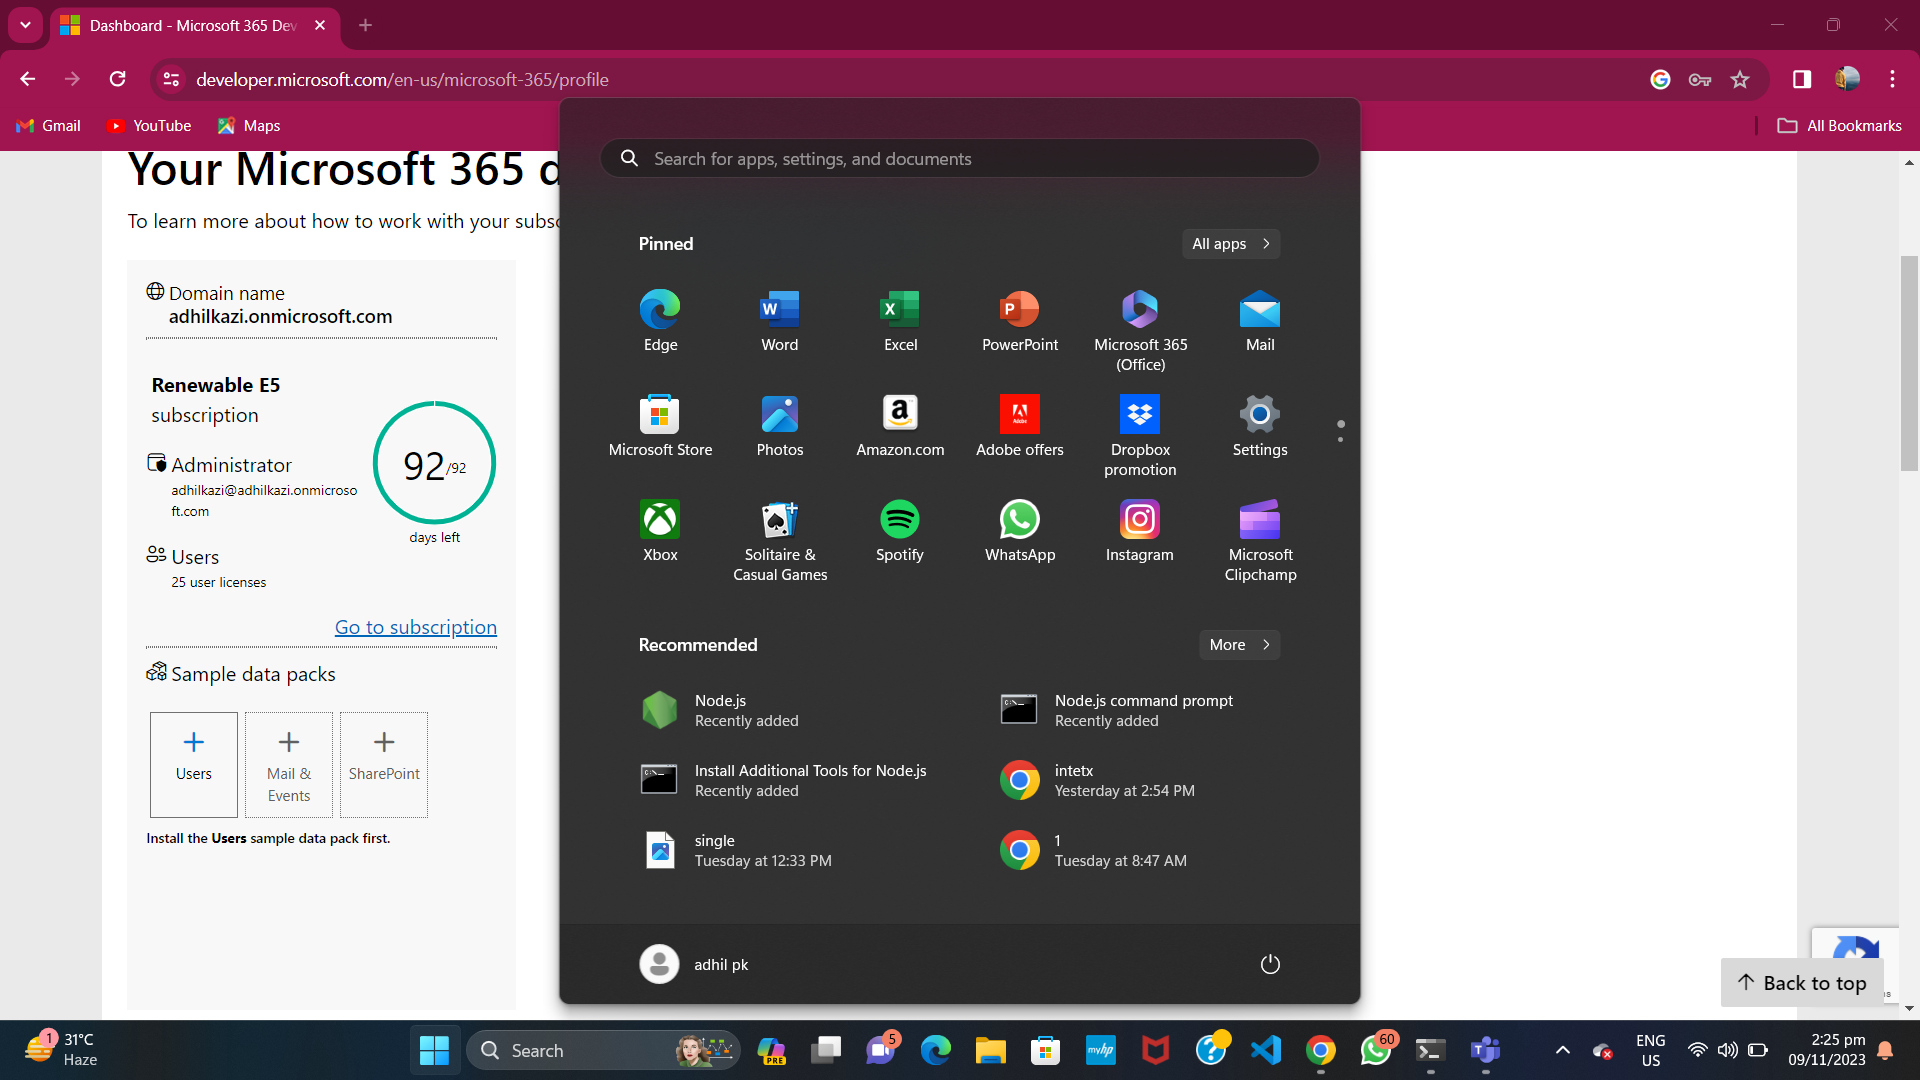 Dashboard - Microsoft 365 Dev
developer.microsoft.com/en-us/microsoft-365/profile
Gmail
YouTube
Maps
All Bookmarks
Your Microsoft 365 d
To learn more about how to work with your subsc
Domain name
adhilkazi.onmicrosoft.com
Renewable E5
subscription
Administrator
adhilkazi@adhilkazi.onmicroso
ft.com
92/92
days left
Users
25 user licenses
Go to subscription
Sample data packs
Users
Mail &
Events
SharePoint
Install the Users sample data pack first.
Search for apps, settings, and documents
Pinned
All apps
Edge
Word
Excel
PowerPoint
Microsoft 365
(Office)
Mail
Microsoft Store
Photos
Amazon.com
Adobe offers
Dropbox
promotion
Settings
Xbox
Solitaire &
Casual Games
Spotify
WhatsApp
Instagram
Microsoft
Clipchamp
Recommended
More
Node.js
Recently added
Node.js command prompt
Recently added
Install Additional Tools for Node.js
Recently added
intetx
Yesterday at 2:54 PM
single
Tuesday at 12:33 PM
1
Tuesday at 8:47 AM
adhil pk
Back to top
1
31°C
Haze
Search
PRE
5
myhp
60
ENG
US
2:25 pm
09/11/2023